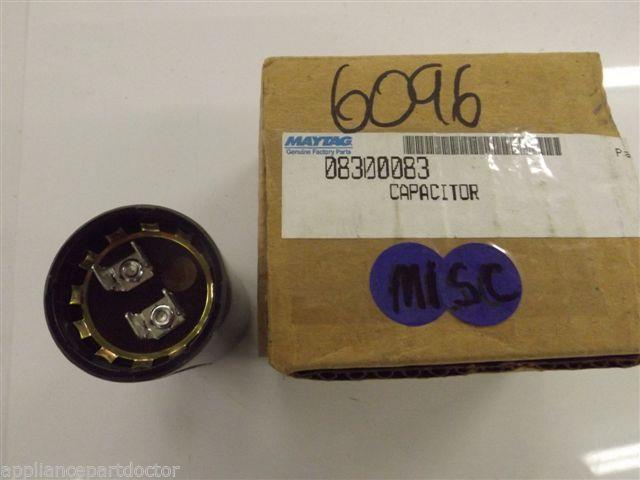 6096
MAYTAG
Genuine Factory Parts
08300083
CAPACITOR
MISC
appliancepartdoctor